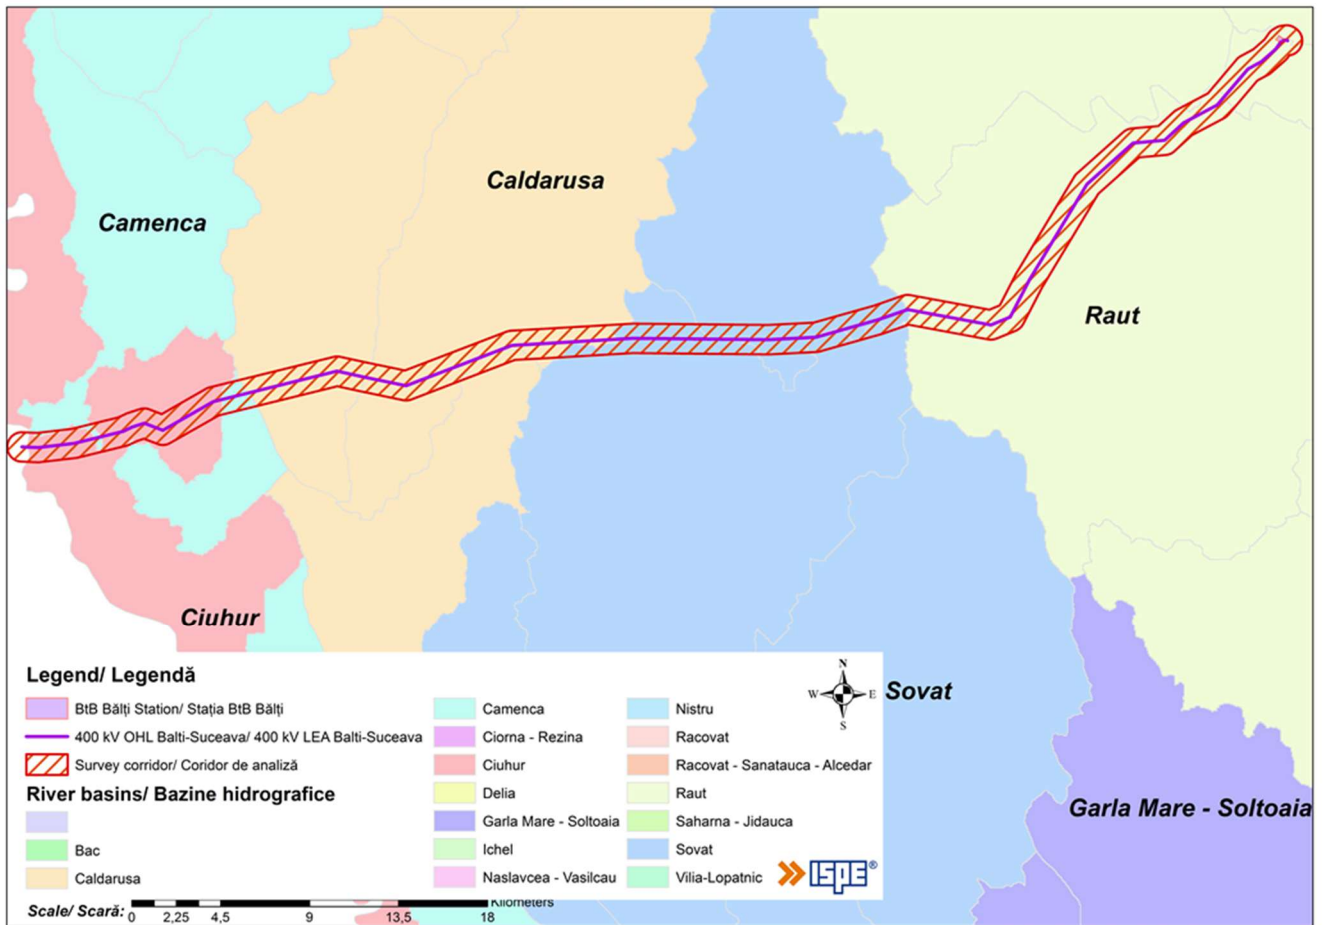 Camenca
Caldarusa
Raut
Ciuhur
Sovat
Garla Mare - Soltoaia
N
W E
S
Legend/ Legendă
BtB Bălți Station/ Stația BtB Bălți
400 kV OHL Balti-Suceava/ 400 kV LEA Balti-Suceava
Survey corridor/ Coridor de analiză
River basins/ Bazine hidrografice
Bac
Caldarusa
Camenca
Ciorna - Rezina
Ciuhur
Delia
Garla Mare - Soltoaia
Ichel
Naslavcea - Vasilcau
Nistru
Racovat
Racovat - Sanatauca - Alcedar
Raut
Saharna - Jidauca
Sovat
Vilia-Lopatnic
ISPE®
Scale/ Scară:
Kilometers
0 2,25 4,5 9 13,5 18